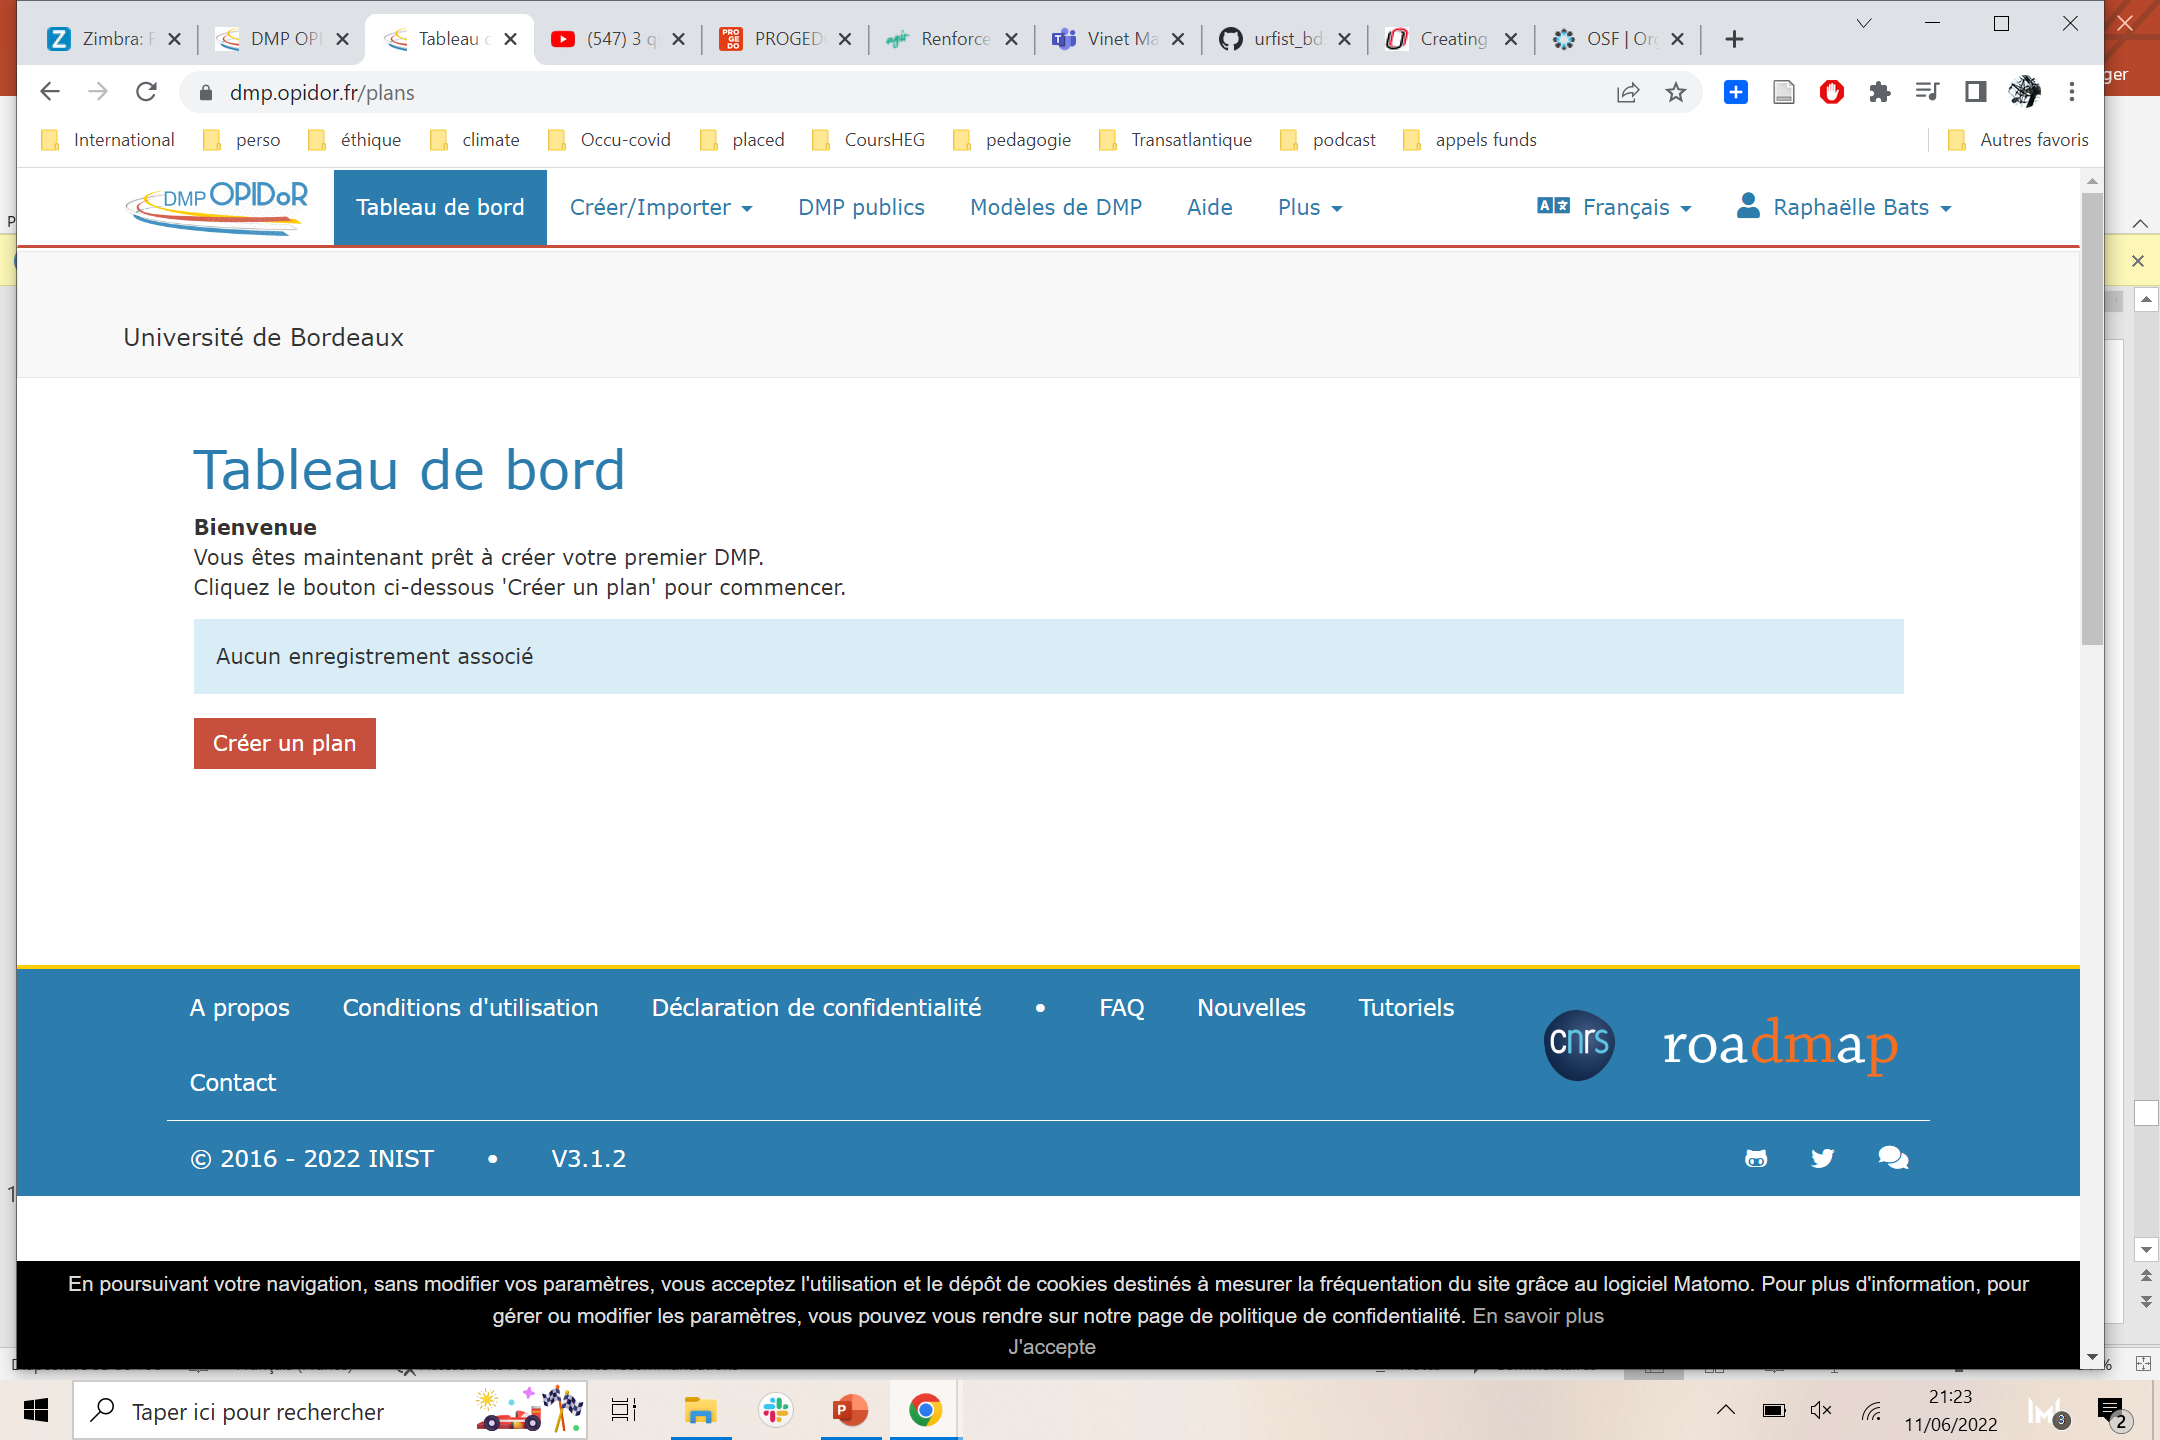 Zimbra:
DMP OPI
Tableau
(547) 3 q
PROGED
Renforce
Vinet Ma
urfist_bd
Creating
OSF | Or
dmp.opidor.fr/plans
ger
International
perso
éthique
climate
Occu-covid
placed
CoursHEG
pedagogie
Transatlantique
podcast
appels funds
Autres favoris
DMP OPIDoR
Tableau de bord
Créer/Importer
DMP publics
Modèles de DMP
Aide
Plus
Français
Raphaëlle Bats
Université de Bordeaux
Tableau de bord
Bienvenue
Vous êtes maintenant prêt à créer votre premier DMP.
Cliquez le bouton ci-dessous 'Créer un plan' pour commencer.
Aucun enregistrement associé
Créer un plan
A propos
Conditions d'utilisation
Déclaration de confidentialité
•
FAQ
Nouvelles
Tutoriels
Contact
cnrs
roadmap
© 2016 - 2022 INIST
•
V3.1.2
En poursuivant votre navigation, sans modifier vos paramètres, vous acceptez l'utilisation et le dépôt de cookies destinés à mesurer la fréquentation du site grâce au logiciel Matomo. Pour plus d'information, pour
gérer ou modifier les paramètres, vous pouvez vous rendre sur notre page de politique de confidentialité. En savoir plus
J'accepte
Taper ici pour rechercher
21:23
11/06/2022
3
2